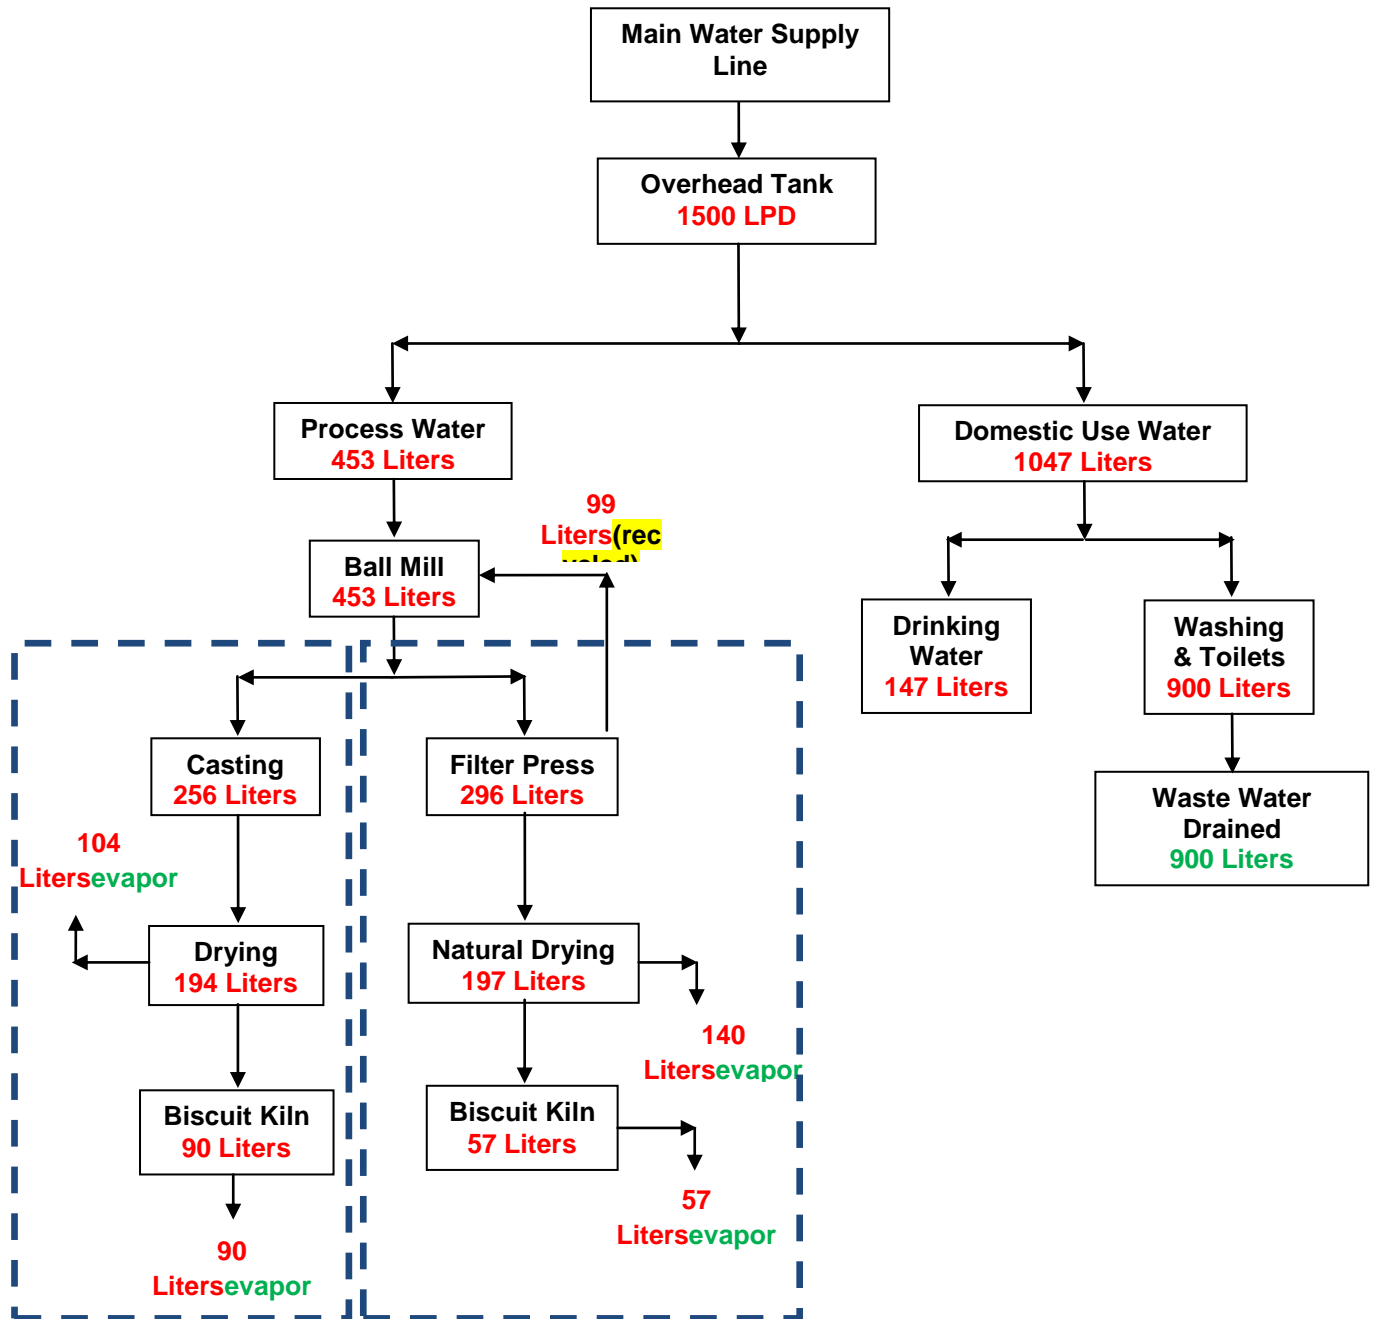 Main Water Supply
Line
Overhead Tank
1500 LPD
Process Water
453 Liters
Domestic Use Water
1047 Liters
99
Liters(rec
Ball Mill
453 Liters
Drinking
Water
147 Liters
Washing
& Toilets
900 Liters
Casting
256 Liters
Filter Press
296 Liters
Waste Water
Drained
900 Liters
104
Litersevapor
Drying
194 Liters
Natural Drying
197 Liters
140
Litersevapor
Biscuit Kiln
90 Liters
Biscuit Kiln
57 Liters
57
Litersevapor
90
Litersevapor